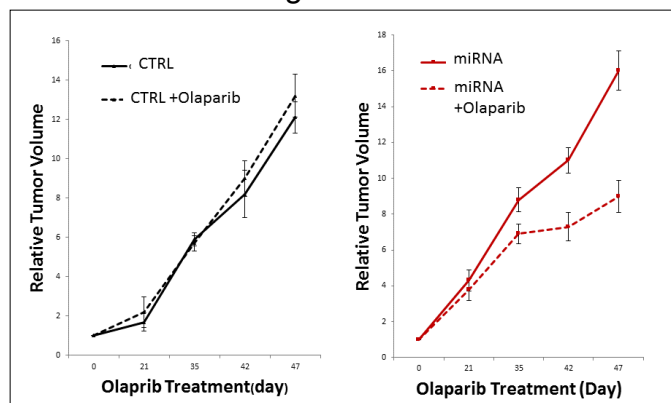 CTRL
CTRL +Olaparib
Relative Tumor Volume
16
14
12
10
8
6
4
2
0
0 21 35 42 47
Olaprib Treatment(day)
miRNA
miRNA
+Olaparib
Relative Tumor Volume
18
16
14
12
10
8
6
4
2
0
0 21 35 42 47
Olaparib Treatment (Day)